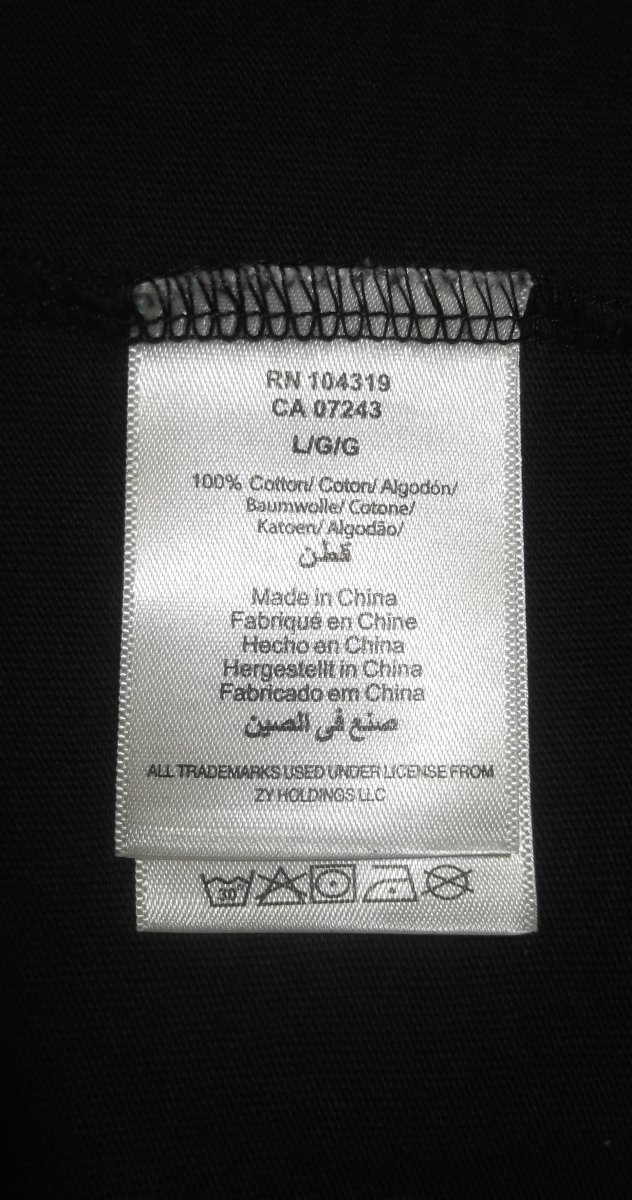 RN 104319
CA 07243
L/G/G
100% Cotton/ Coton/ Algodón/
Baumwolle/ Cotone/
Katoen/ Algodão/
قطن
Made in China
Fabriqué en Chine
Hecho en China
Hergestellt in China
Fabricado em China
صنع في الصين
ALL TRADEMARKS USED UNDER LICENSE FROM
ZY HOLDINGS LLC
30